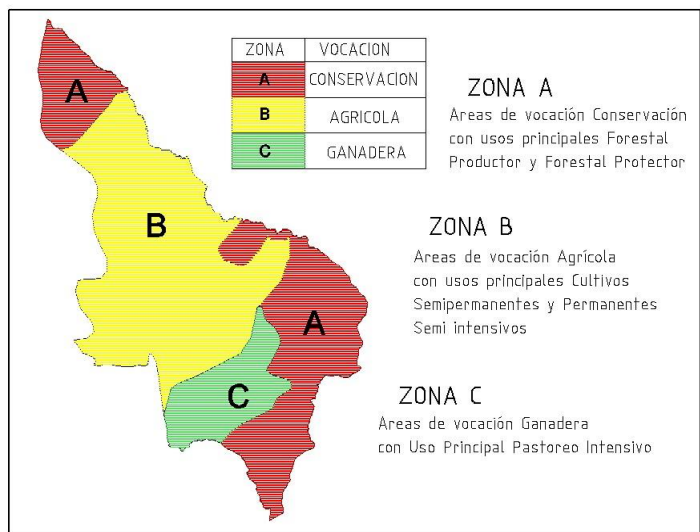 ZONA VOCACION
A CONSERVACION
B AGRICOLA
C GANADERA
ZONA A
Areas de vocación Conservación
con usos principales Forestal
Productor y Forestal Protector
ZONA B
Areas de vocación Agrícola
con usos principales Cultivos
Semipermanentes y Permanentes
Semi intensivos
ZONA C
Areas de vocación Ganadera
con Uso Principal Pastoreo Intensivo
A
B
A
C